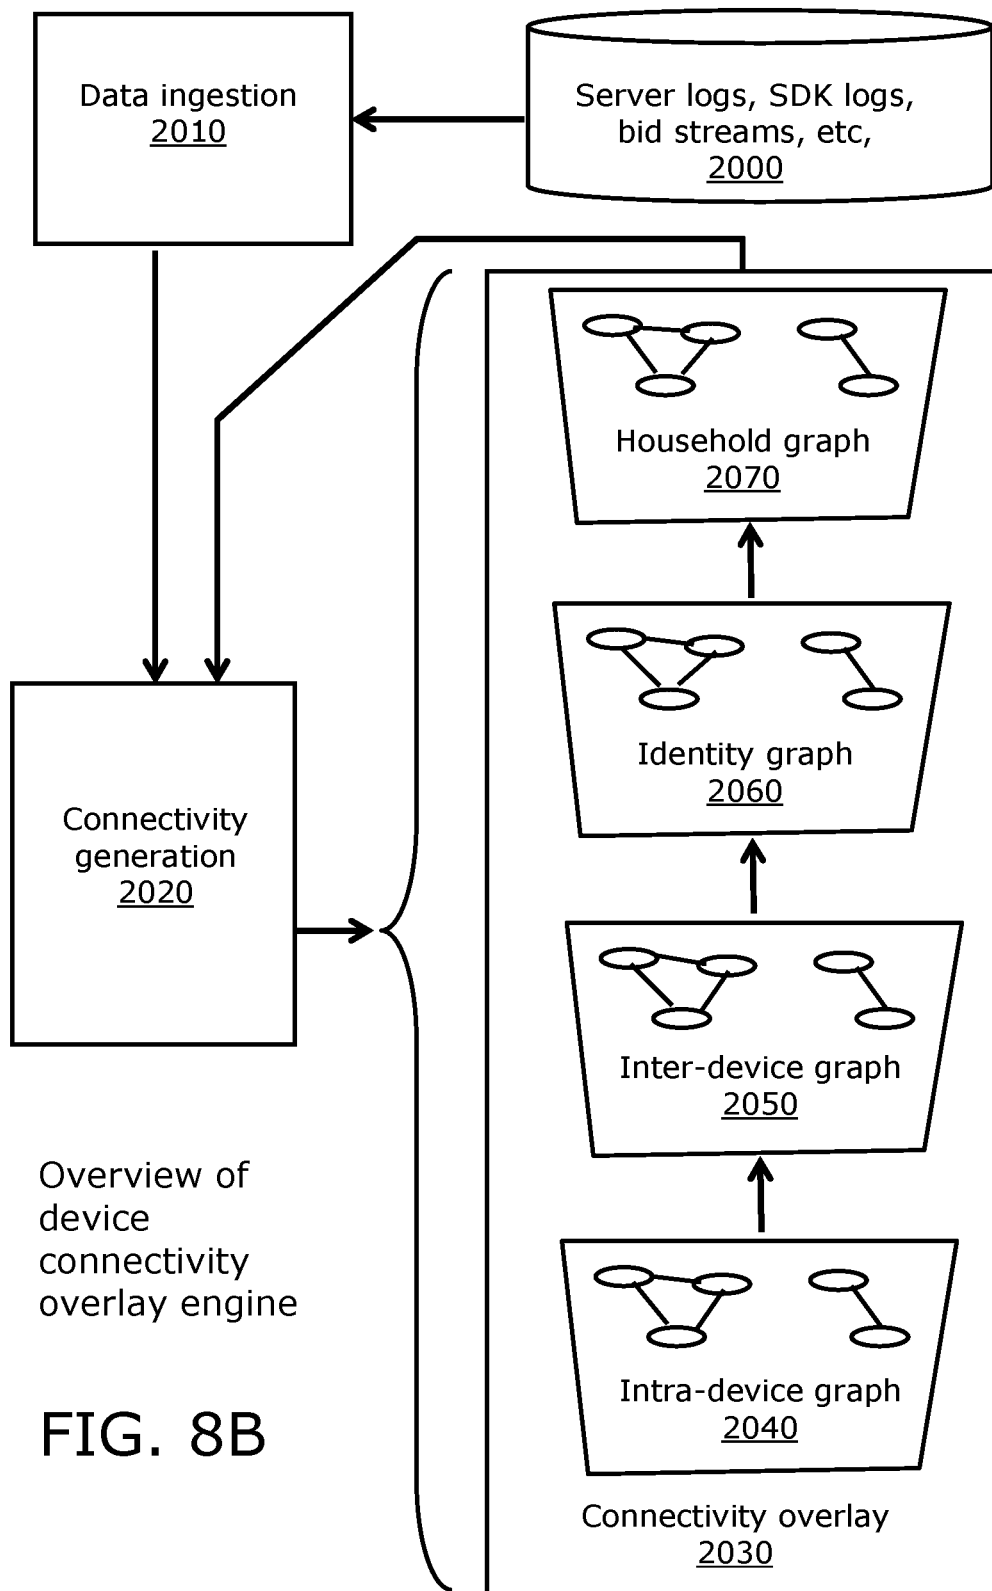 Data ingestion
2010
Server logs, SDK logs,
bid streams, etc,
2000
Household graph
2070
Identity graph
2060
Connectivity
generation
2020
Inter-device graph
2050
Overview of
device
connectivity
overlay engine
Intra-device graph
2040
FIG. 8B
Connectivity overlay
2030